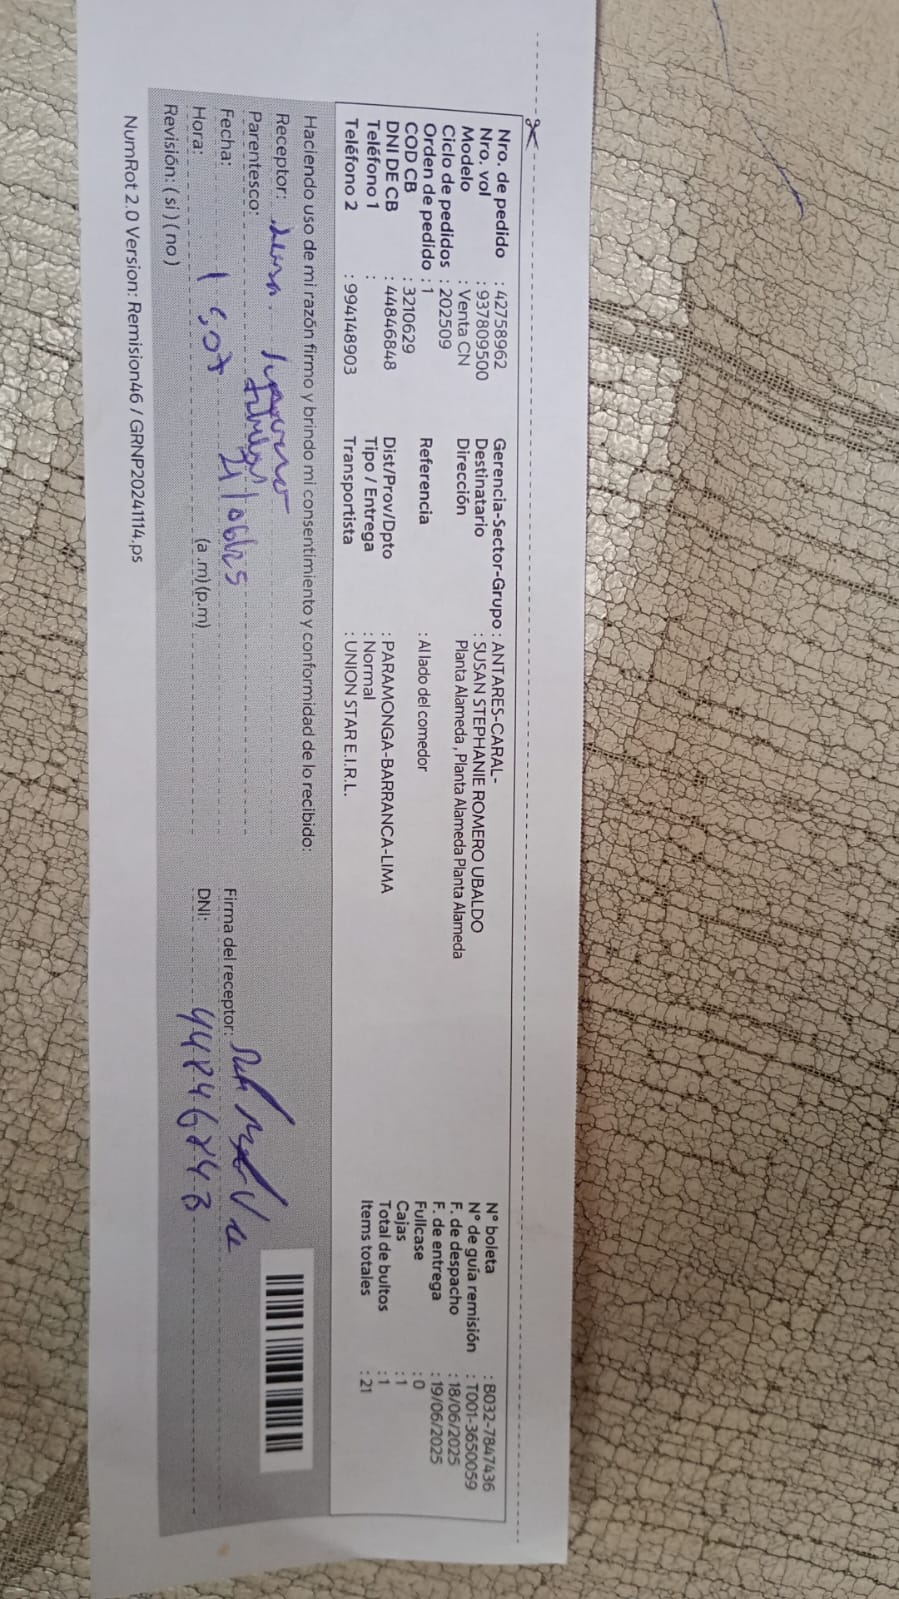 Nro. de pedido : 42758962
Nro. vol : 937809500
Modelo : Venta CN
Ciclo de pedidos : 202509
Orden de pedido : 1
COD CB : 3210629
DNI DE CB : 44846848
Teléfono 1 :
Teléfono 2 : 994148903
Gerencia-Sector-Grupo : ANTARES-CARAL-
Destinatario : SUSAN STEPHANIE ROMERO UBALDO
Dirección Planta Alameda , Planta Alameda Planta Alameda
Referencia : Al lado del comedor
Dist/Prov/Dpto : PARAMONGA-BARRANCA-LIMA
Tipo / Entrega : Normal
Transportista : UNION STAR E.I.R.L.
N° boleta : B032-7847436
N° de guía remisión : T001-3650059
F. de despacho : 18/06/2025
F. de entrega : 19/06/2025
Fullcase : 0
Cajas : 1
Total de bultos : 1
Items totales : 21
Haciendo uso de mi razón firmo y brindo mi consentimiento y conformidad de lo recibido:
Receptor:
Parentesco:
Fecha: 21/06/25
Hora: (a .m) (p.m)
Revisión: ( si ) ( no )
Firma del receptor:
DNI:
NumRot 2.0 Version: Remision46 / GRNP20241114.ps